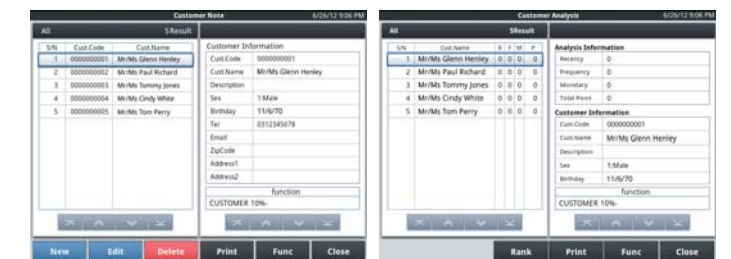 Customer Note 6/26/12 9:06 PM
All 5Result
S/N Cust.Code Cust.Name
1 0000000001 Mr/Ms Glenn Henley
2 0000000002 Mr/Ms Paul Richard
3 0000000003 Mr/Ms Tommy Jones
4 0000000004 Mr/Ms Cindy White
5 0000000005 Mr/Ms Tom Perry
Customer Information
Cust.Code 0000000001
Cust.Name Mr/Ms Glenn Henley
Description
Sex 1:Male
Birthday 11/6/70
Tel 0312345678
Email
ZipCode
Address1
Address2
function
CUSTOMER 10%-
New Edit Delete Print Func Close
Customer Analysis 6/26/12 9:06 PM
All 5Result
S/N Cust.Name R F M P
1 Mr/Ms Glenn Henley 0 0 0 0
2 Mr/Ms Paul Richard 0 0 0 0
3 Mr/Ms Tommy Jones 0 0 0 0
4 Mr/Ms Cindy White 0 0 0 0
5 Mr/Ms Tom Perry 0 0 0 0
Analysis Information
Recency 0
Frequency 0
Monetary 0
Total Point 0
Customer Information
Cust.Code 0000000001
Cust.Name Mr/Ms Glenn Henley
Description
Sex 1:Male
Birthday 11/6/70
function
CUSTOMER 10%-
Rank Print Func Close